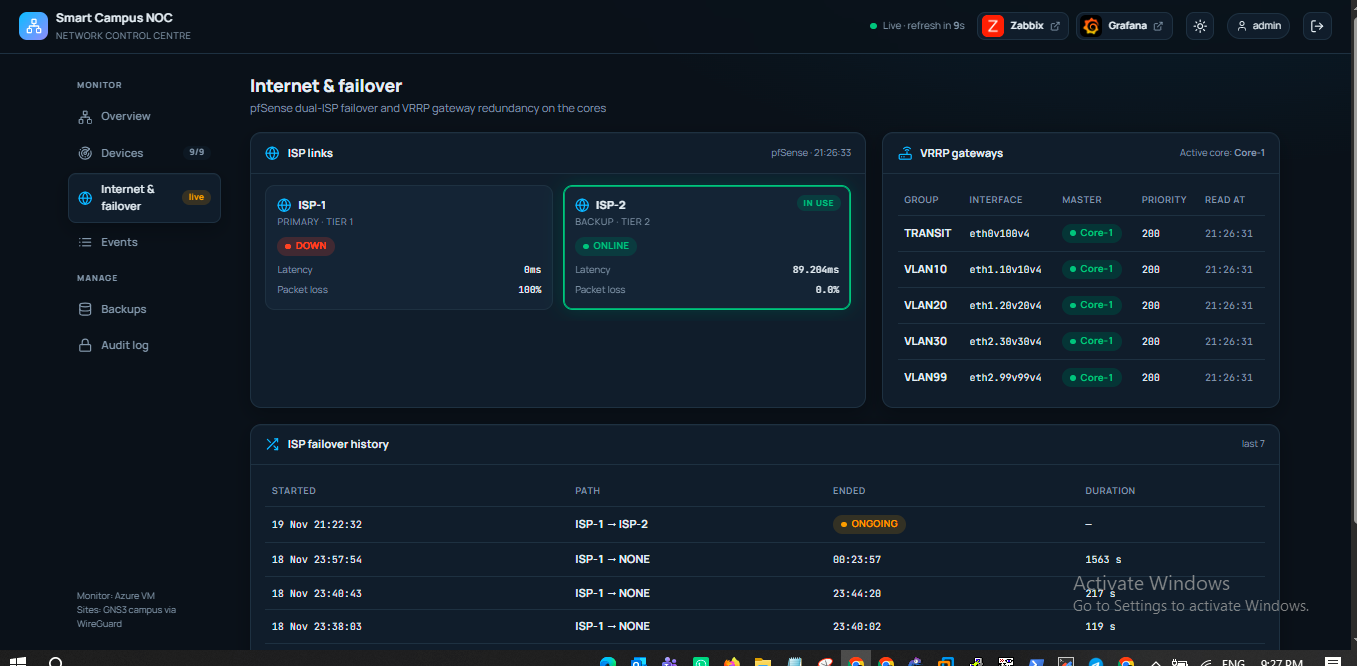 Smart Campus NOC
NETWORK CONTROL CENTRE
Live · refresh in 9s
Z Zabbix
Grafana
admin
MONITOR
Overview
Devices 9/9
Internet & failover live
Events
MANAGE
Backups
Audit log
Monitor: Azure VM
Sites: GNS3 campus via
WireGuard
Internet & failover
pfSense dual-ISP failover and VRRP gateway redundancy on the cores
ISP links pfSense · 21:26:33
ISP-1
PRIMARY · TIER 1
DOWN
Latency 0ms
Packet loss 100%
ISP-2 IN USE
BACKUP · TIER 2
ONLINE
Latency 89.204ms
Packet loss 0.0%
VRRP gateways Active core: Core-1
GROUP INTERFACE MASTER PRIORITY READ AT
TRANSIT eth0v100v4 Core-1 200 21:26:31
VLAN10 eth1.10v10v4 Core-1 200 21:26:31
VLAN20 eth1.20v20v4 Core-1 200 21:26:31
VLAN30 eth2.30v30v4 Core-1 200 21:26:31
VLAN99 eth2.99v99v4 Core-1 200 21:26:31
ISP failover history last 7
STARTED PATH ENDED DURATION
19 Nov 21:22:32 ISP-1 → ISP-2 ONGOING —
18 Nov 23:57:54 ISP-1 → NONE 00:23:57 1563 s
18 Nov 23:40:43 ISP-1 → NONE 23:44:20 217 s
18 Nov 23:38:03 ISP-1 → NONE 23:40:02 119 s
Activate Windows
Go to Settings to activate Windows.
ENG 9:27 PM